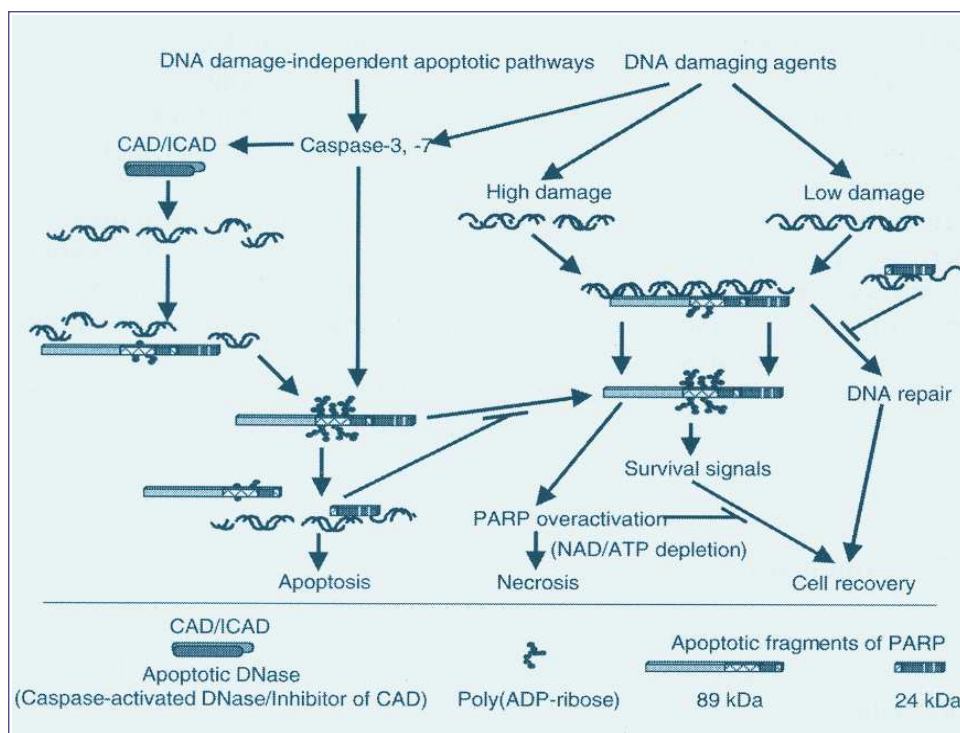 DNA damage-independent apoptotic pathways
DNA damaging agents
CAD/ICAD
Caspase-3, -7
High damage
Low damage
DNA repair
Survival signals
PARP overactivation
(NAD/ATP depletion)
Apoptosis
Necrosis
Cell recovery
CAD/ICAD
Apoptotic DNase
(Caspase-activated DNase/Inhibitor of CAD)
Poly(ADP-ribose)
Apoptotic fragments of PARP
89 kDa
24 kDa